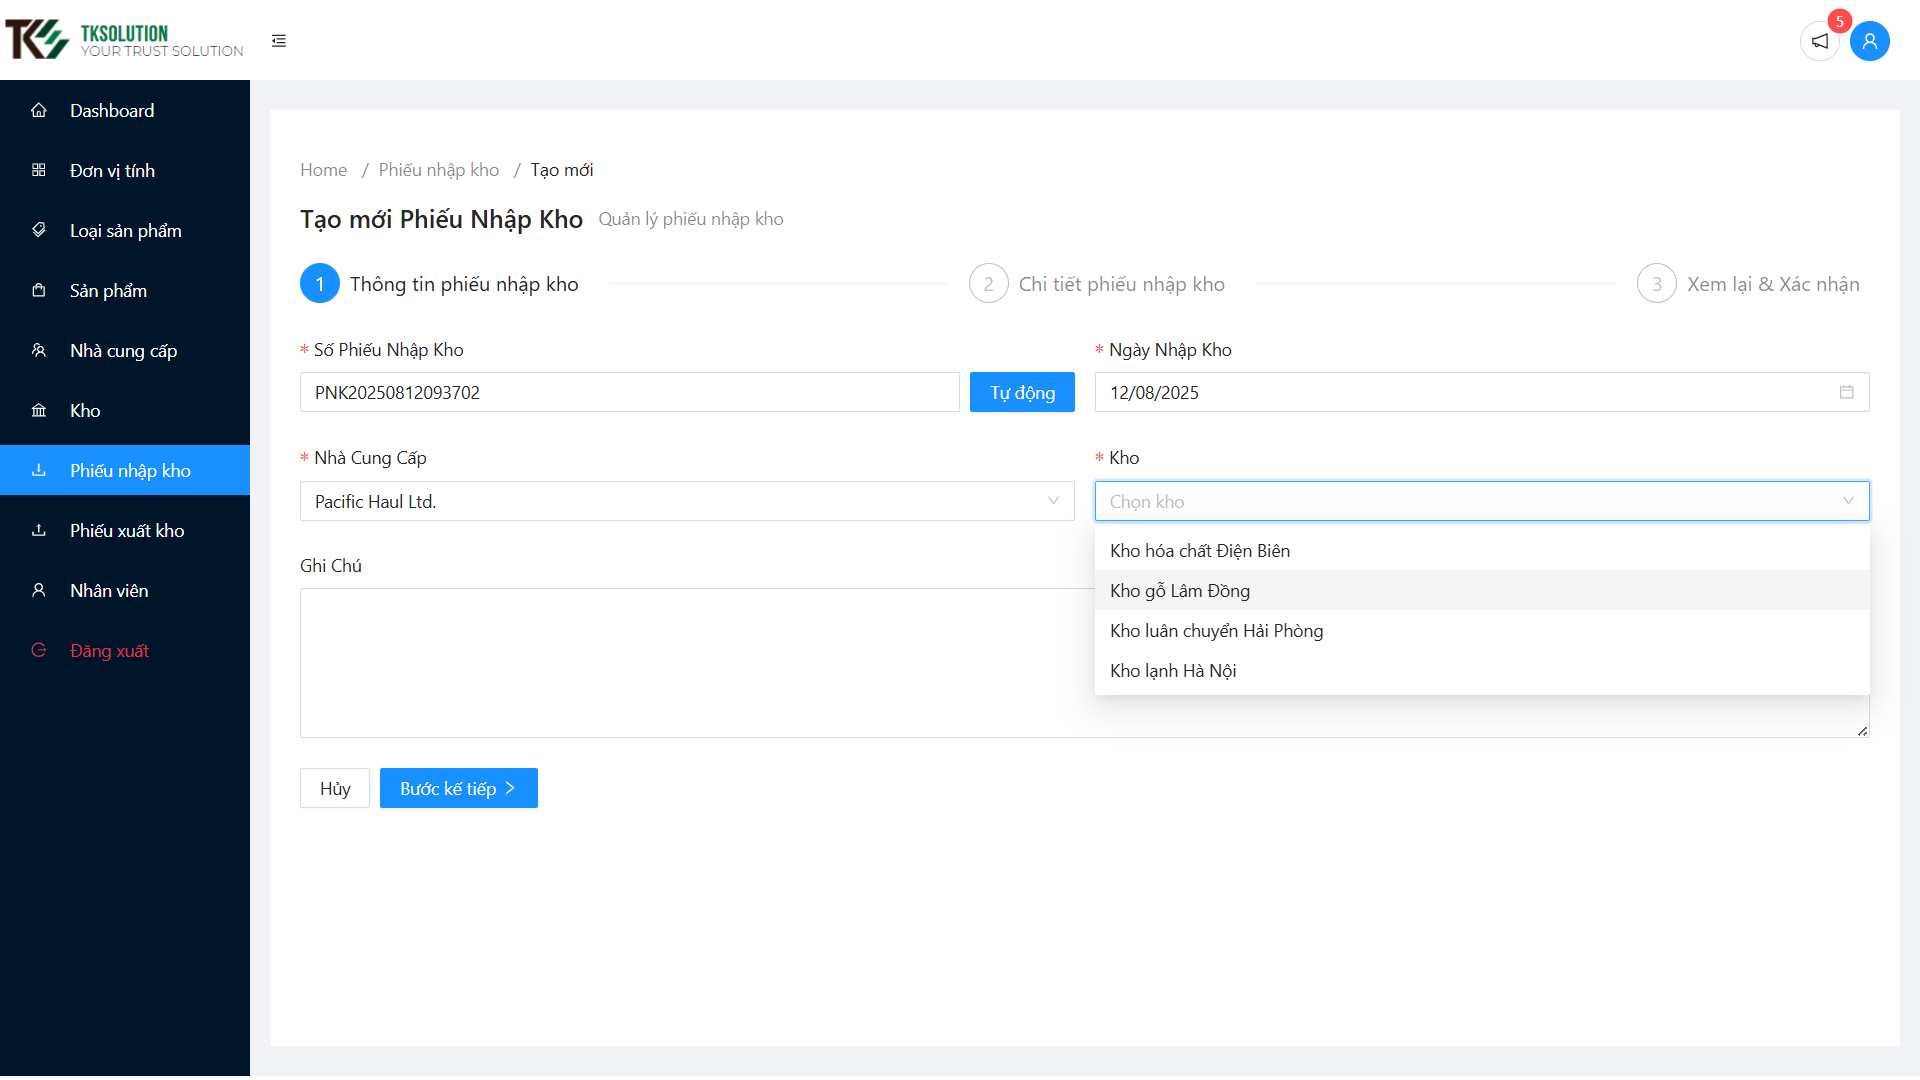 TKS TKSOLUTION
YOUR TRUST SOLUTION
5
Dashboard
Đơn vị tính
Loại sản phẩm
Sản phẩm
Nhà cung cấp
Kho
Phiếu nhập kho
Phiếu xuất kho
Nhân viên
Đăng xuất
Home / Phiếu nhập kho / Tạo mới
Tạo mới Phiếu Nhập Kho Quản lý phiếu nhập kho
1 Thông tin phiếu nhập kho
2 Chi tiết phiếu nhập kho
3 Xem lại & Xác nhận
* Số Phiếu Nhập Kho
PNK20250812093702
Tự động
* Ngày Nhập Kho
12/08/2025
* Nhà Cung Cấp
Pacific Haul Ltd.
* Kho
Chọn kho
Kho hóa chất Điện Biên
Kho gỗ Lâm Đồng
Kho luân chuyển Hải Phòng
Kho lạnh Hà Nội
Ghi Chú
Hủy
Bước kế tiếp